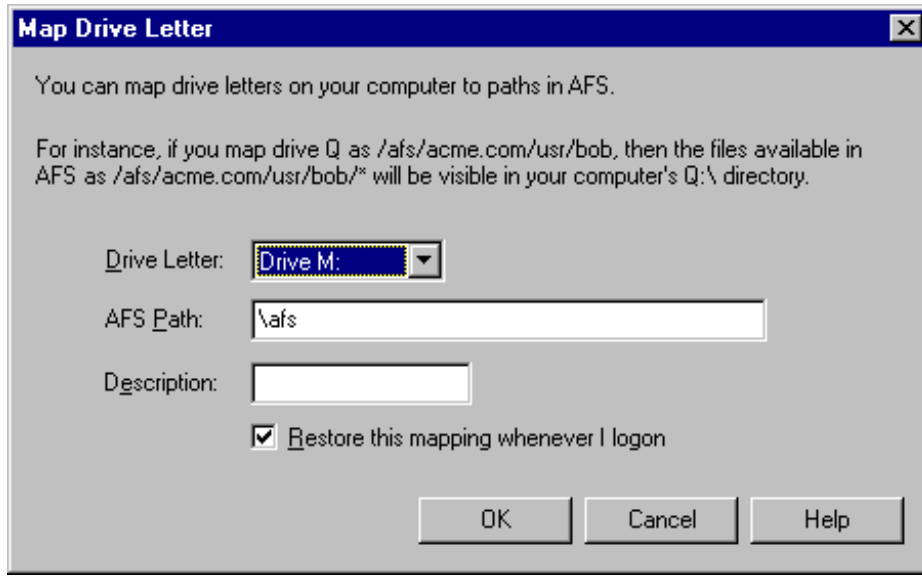 Map Drive Letter
You can map drive letters on your computer to paths in AFS.
For instance, if you map drive Q as /afs/acme.com/usr/bob, then the files available in
AFS as /afs/acme.com/usr/bob/* will be visible in your computer's Q:\ directory.
Drive Letter: Drive M:
AFS Path: \afs
Description:
Restore this mapping whenever I logon
OK Cancel Help